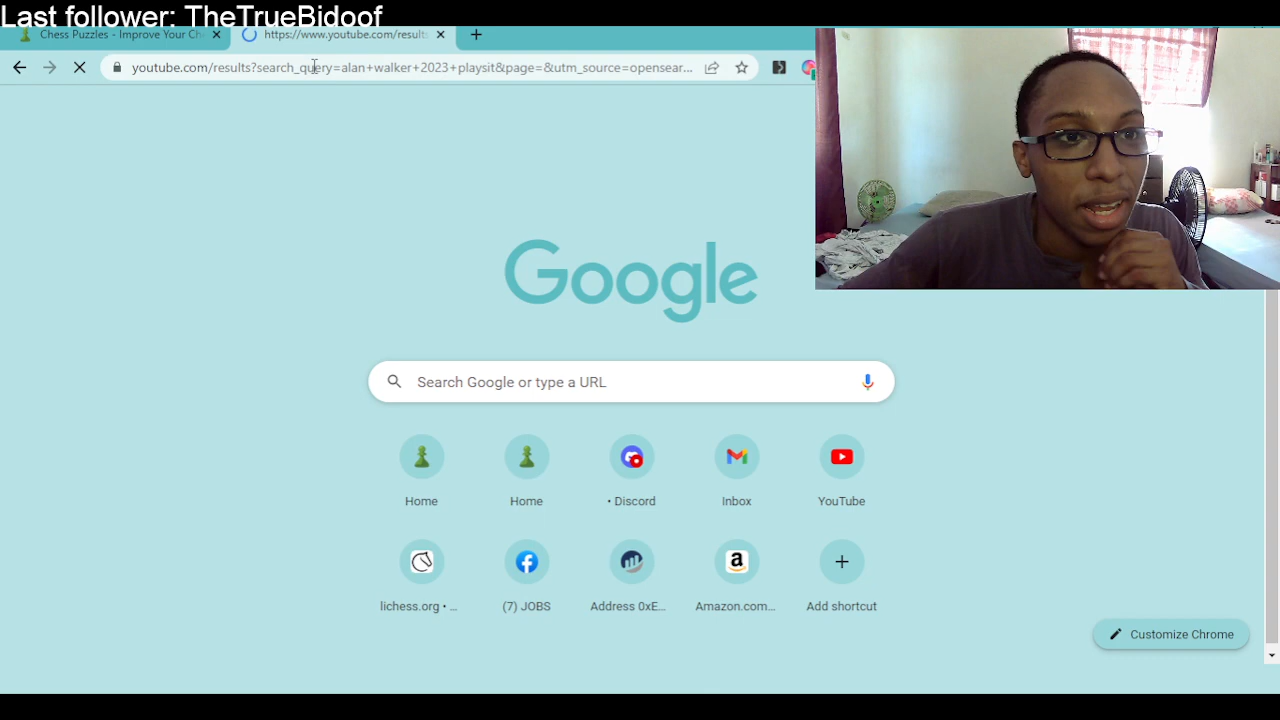 Last follower: TheTrueBidoof
Chess Puzzles - Improve Your Che
https://www.youtube.com/results
youtube.com/results?search_query=alan+walker+2023+playsit&page=&utm_source=opensear...
Google
Search Google or type a URL
Home
Home
• Discord
Inbox
YouTube
lichess.org • ...
(7) JOBS
Address 0xE...
Amazon.com...
Add shortcut
Customize Chrome